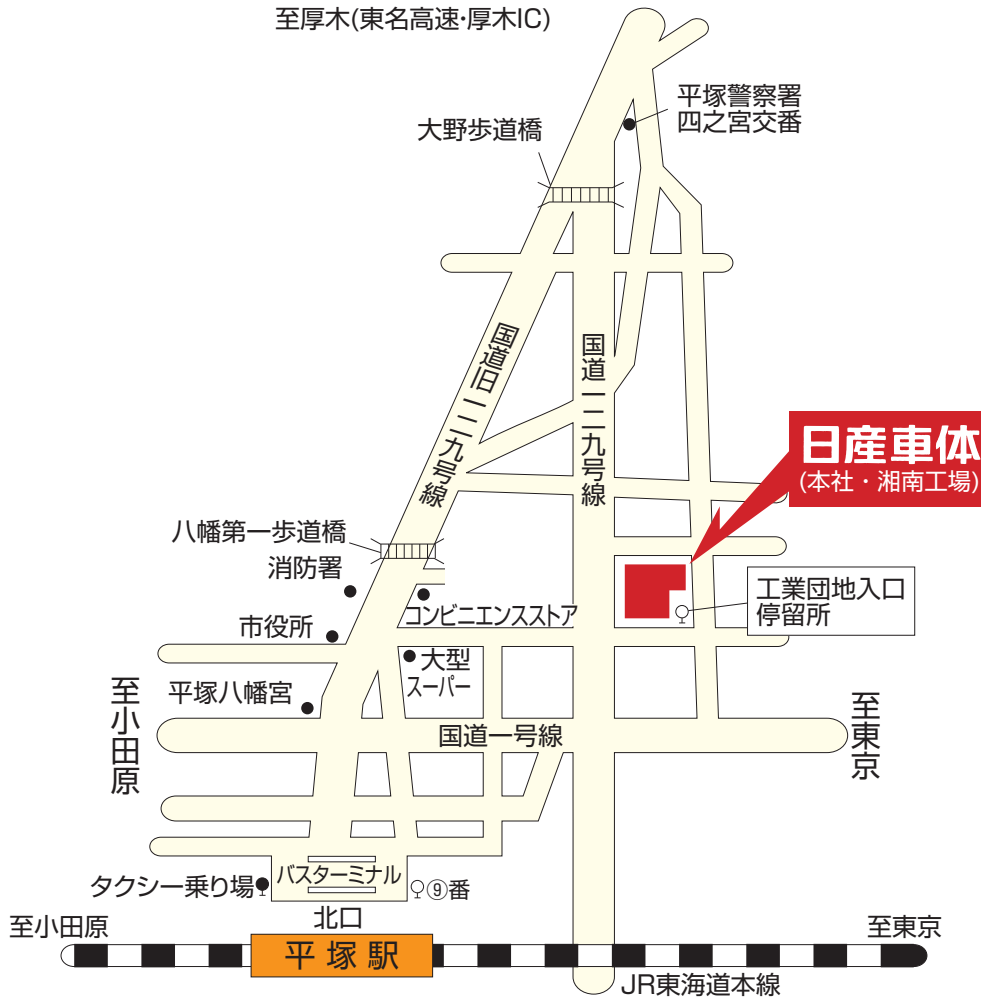 至厚木(東名高速・厚木IC)
平塚警察署
四之宮交番
大野歩道橋
国道旧一二九号線
国道一二九号線
日産車体
(本社・湘南工場)
八幡第一歩道橋
消防署
コンビニエンスストア
工業団地入口
停留所
市役所
大型
スーパー
平塚八幡宮
至小田原
国道一号線
至東京
バスターミナル
タクシー乗り場
⑨番
北口
至小田原
平塚駅
至東京
JR東海道本線